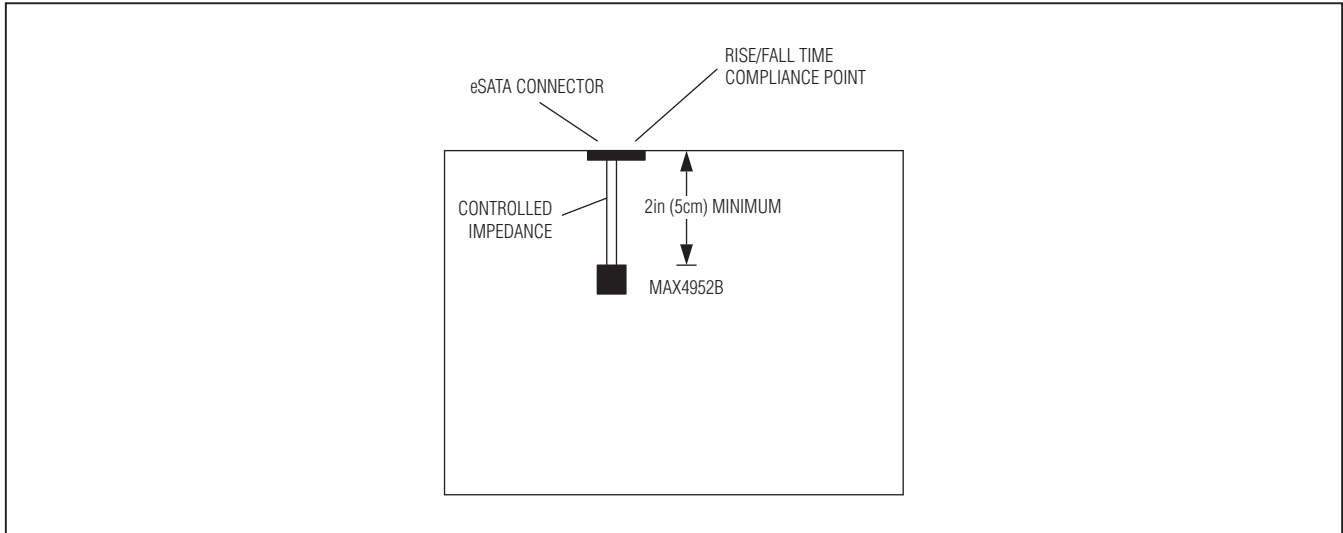 RISE/FALL TIME
COMPLIANCE POINT
eSATA CONNECTOR
CONTROLLED
IMPEDANCE
2in (5cm) MINIMUM
MAX4952B